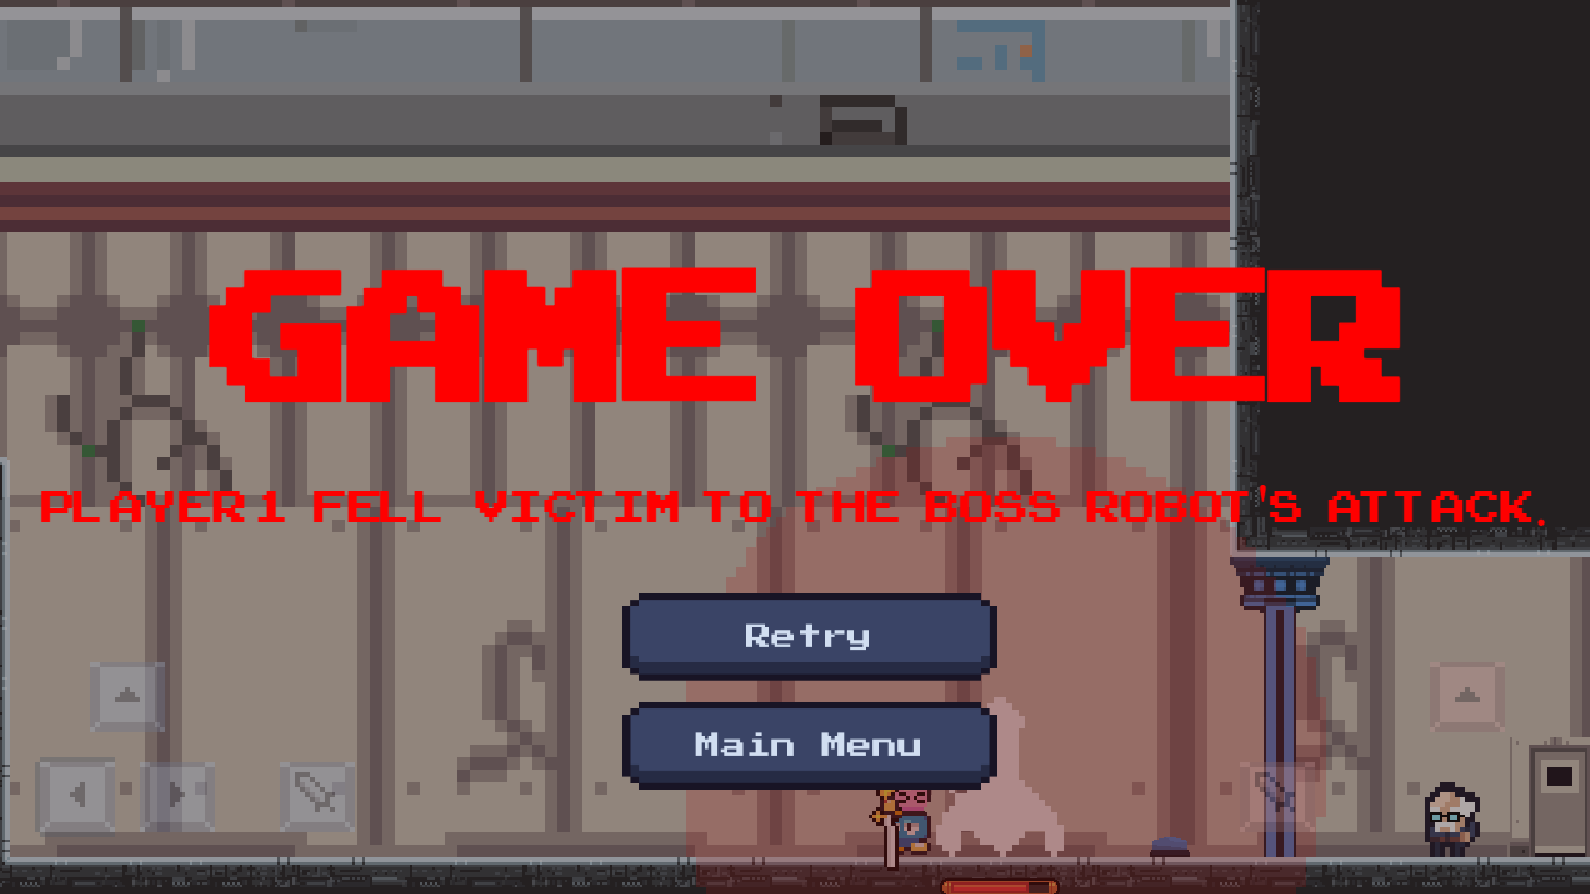 GAME OVER
PLAYER1 FELL VICTIM TO THE BOSS ROBOT'S ATTACK.
Retry
Main Menu